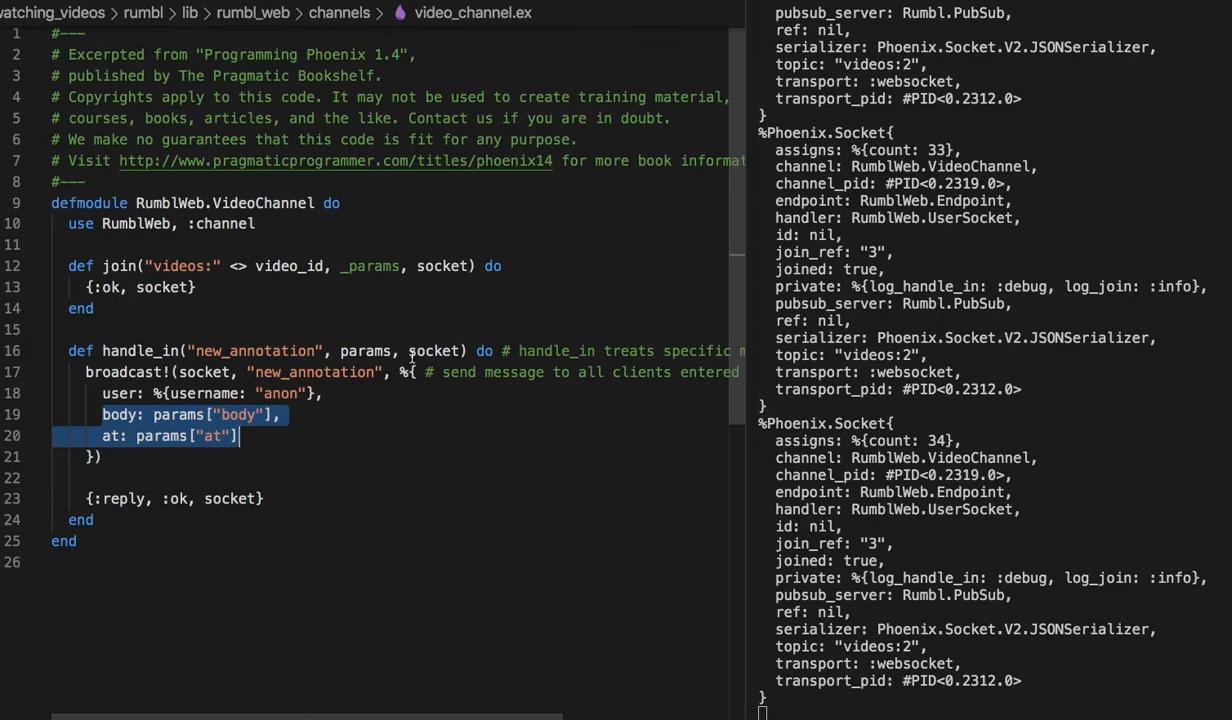 watching_videos > rumbl > lib > rumbl_web > channels > video_channel.ex
1 #---
2 # Excerpted from "Programming Phoenix 1.4",
3 # published by The Pragmatic Bookshelf.
4 # Copyrights apply to this code. It may not be used to create training material,
5 # courses, books, articles, and the like. Contact us if you are in doubt.
6 # We make no guarantees that this code is fit for any purpose.
7 # Visit http://www.pragmaticprogrammer.com/titles/phoenix14 for more book informat
8 #---
9 defmodule RumblWeb.VideoChannel do
10 use RumblWeb, :channel
11
12 def join("videos:" <> video_id, _params, socket) do
13 {:ok, socket}
14 end
15
16 def handle_in("new_annotation", params, socket) do # handle_in treats specific m
17 broadcast!(socket, "new_annotation", %{ # send message to all clients entered
18 user: %{username: "anon"},
19 body: params["body"],
20 at: params["at"]
21 })
22
23 {:reply, :ok, socket}
24 end
25 end
26
pubsub_server: Rumbl.PubSub,
ref: nil,
serializer: Phoenix.Socket.V2.JSONSerializer,
topic: "videos:2",
transport: :websocket,
transport_pid: #PID<0.2312.0>
}
%Phoenix.Socket{
assigns: %{count: 33},
channel: RumblWeb.VideoChannel,
channel_pid: #PID<0.2319.0>,
endpoint: RumblWeb.Endpoint,
handler: RumblWeb.UserSocket,
id: nil,
join_ref: "3",
joined: true,
private: %{log_handle_in: :debug, log_join: :info},
pubsub_server: Rumbl.PubSub,
ref: nil,
serializer: Phoenix.Socket.V2.JSONSerializer,
topic: "videos:2",
transport: :websocket,
transport_pid: #PID<0.2312.0>
}
%Phoenix.Socket{
assigns: %{count: 34},
channel: RumblWeb.VideoChannel,
channel_pid: #PID<0.2319.0>,
endpoint: RumblWeb.Endpoint,
handler: RumblWeb.UserSocket,
id: nil,
join_ref: "3",
joined: true,
private: %{log_handle_in: :debug, log_join: :info},
pubsub_server: Rumbl.PubSub,
ref: nil,
serializer: Phoenix.Socket.V2.JSONSerializer,
topic: "videos:2",
transport: :websocket,
transport_pid: #PID<0.2312.0>
}